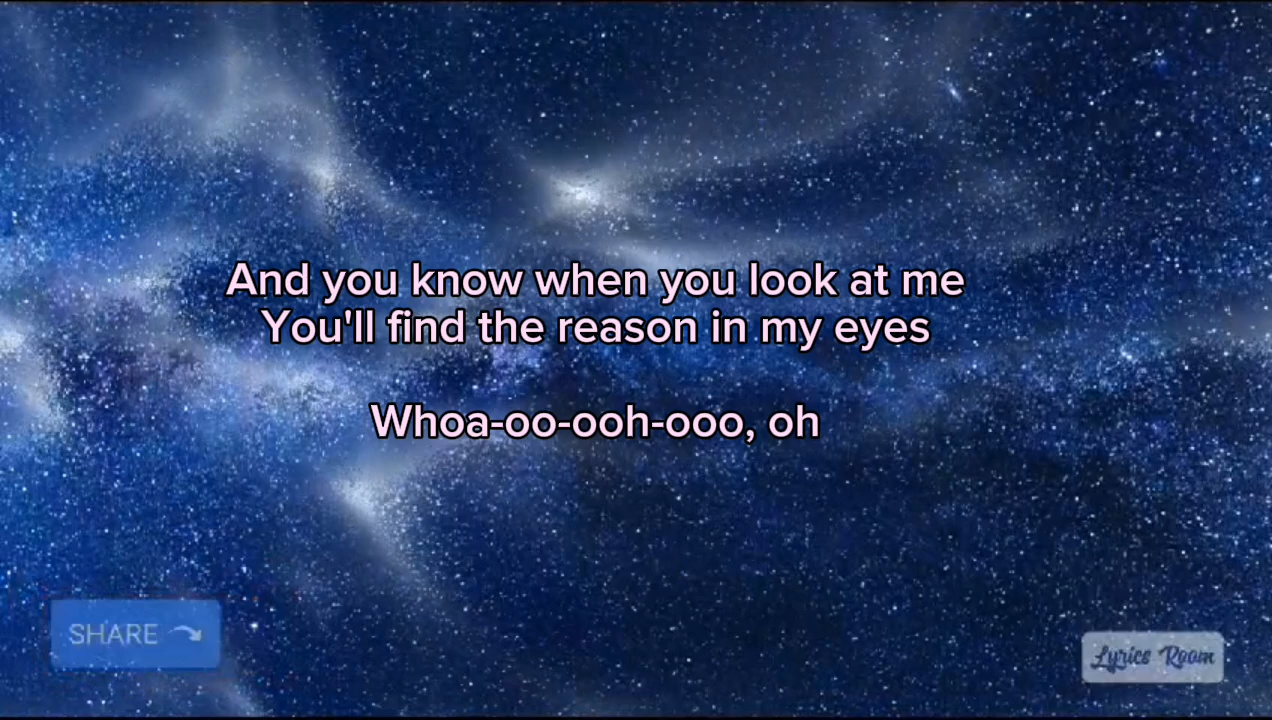 And you know when you look at me
You'll find the reason in my eyes
Whoa-oo-ooh-ooo, oh
SHARE
Lyrics Room